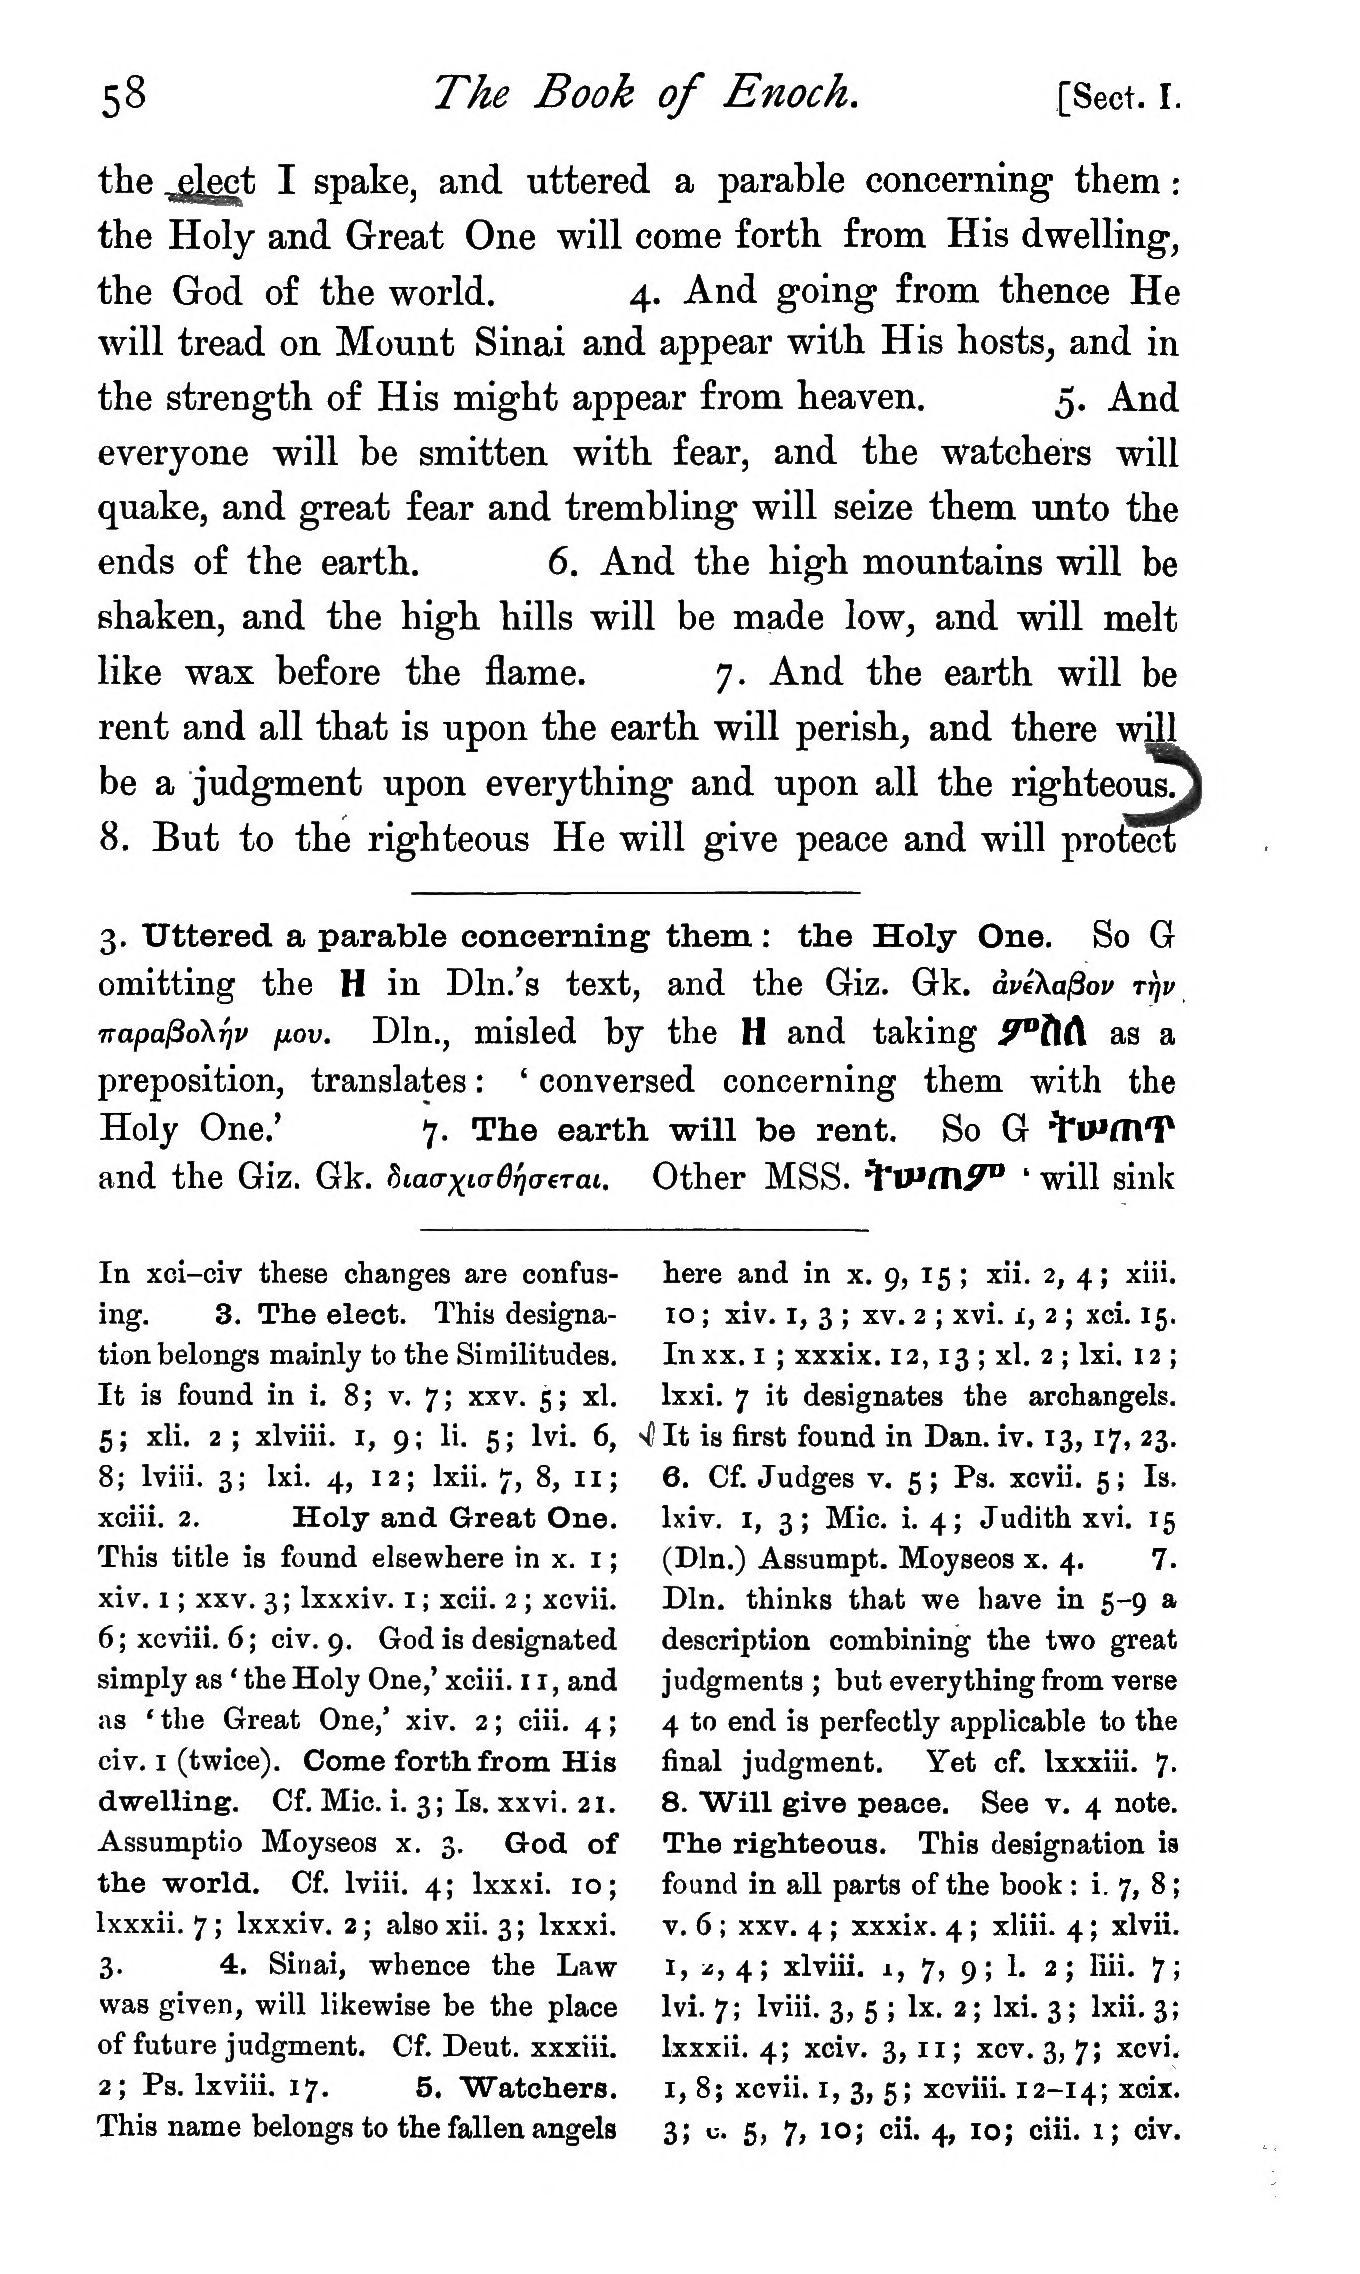 58 The Book of Enoch. [Sect. I.
the elect I spake, and uttered a parable concerning them :
the Holy and Great One will come forth from His dwelling,
the God of the world. 4. And going from thence He
will tread on Mount Sinai and appear with His hosts, and in
the strength of His might appear from heaven. 5. And
everyone will be smitten with fear, and the watchers will
quake, and great fear and trembling will seize them unto the
ends of the earth. 6. And the high mountains will be
shaken, and the high hills will be made low, and will melt
like wax before the flame. 7. And the earth will be
rent and all that is upon the earth will perish, and there will
be a judgment upon everything and upon all the righteous.
8. But to the righteous He will give peace and will protect
3. Uttered a parable concerning them : the Holy One. So G
omitting the H in Dln.’s text, and the Giz. Gk. ἀνέλαβον τὴν
παραβολήν μου. Dln., misled by the H and taking ምስለ as a
preposition, translates : ‘ conversed concerning them with the
Holy One.’ 7. The earth will be rent. So G ትሠጠጥ
and the Giz. Gk. διασχισθήσεται. Other MSS. ትሠጠም ‘ will sink
In xci–civ these changes are confus-
ing. 3. The elect. This designa-
tion belongs mainly to the Similitudes.
It is found in i. 8; v. 7; xxv. 5; xl.
5; xli. 2 ; xlviii. 1, 9; li. 5; lvi. 6,
8; lviii. 3; lxi. 4, 12; lxii. 7, 8, 11;
xciii. 2. Holy and Great One.
This title is found elsewhere in x. 1 ;
xiv. 1 ; xxv. 3; lxxxiv. 1; xcii. 2 ; xcvii.
6; xcviii. 6; civ. 9. God is designated
simply as ‘ the Holy One,’ xciii. 11, and
as ‘the Great One,’ xiv. 2; ciii. 4;
civ. 1 (twice). Come forth from His
dwelling. Cf. Mic. i. 3; Is. xxvi. 21.
Assumptio Moyseos x. 3. God of
the world. Cf. lviii. 4; lxxxi. 10;
lxxxii. 7; lxxxiv. 2; also xii. 3; lxxxi.
3. 4. Sinai, whence the Law
was given, will likewise be the place
of future judgment. Cf. Deut. xxxiii.
2; Ps. lxviii. 17. 5. Watchers.
This name belongs to the fallen angels
here and in x. 9, 15 ; xii. 2, 4 ; xiii.
10; xiv. 1, 3 ; xv. 2 ; xvi. 1, 2 ; xci. 15.
In xx. 1 ; xxxix. 12, 13 ; xl. 2 ; lxi. 12 ;
lxxi. 7 it designates the archangels.
It is first found in Dan. iv. 13, 17, 23.
6. Cf. Judges v. 5 ; Ps. xcvii. 5 ; Is.
lxiv. 1, 3 ; Mic. i. 4 ; Judith xvi. 15
(Dln.) Assumpt. Moyseos x. 4. 7.
Dln. thinks that we have in 5–9 a
description combining the two great
judgments ; but everything from verse
4 to end is perfectly applicable to the
final judgment. Yet cf. lxxxiii. 7.
8. Will give peace. See v. 4 note.
The righteous. This designation is
found in all parts of the book : i. 7, 8 ;
v. 6 ; xxv. 4 ; xxxix. 4 ; xliii. 4 ; xlvii.
1, 2, 4 ; xlviii. 1, 7, 9 ; l. 2 ; liii. 7 ;
lvi. 7; lviii. 3, 5 ; lx. 2; lxi. 3; lxii. 3;
lxxxii. 4; xciv. 3, 11; xcv. 3, 7; xcvi.
1, 8; xcvii. 1, 3, 5; xcviii. 12–14; xcix.
3; c. 5, 7, 10; cii. 4, 10; ciii. 1; civ.